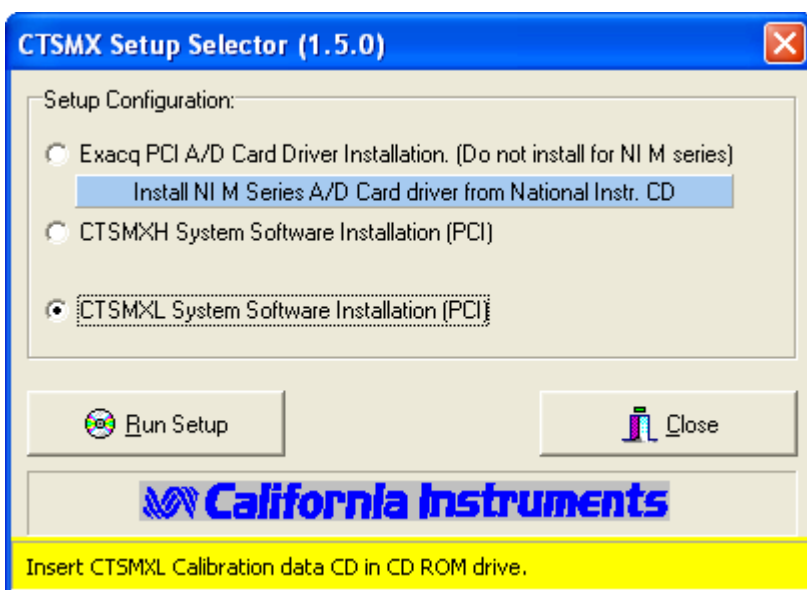 CTSMX Setup Selector (1.5.0)
Setup Configuration:
Exacq PCI A/D Card Driver Installation. (Do not install for NI M series)
Install NI M Series A/D Card driver from National Instr. CD
CTSMXH System Software Installation (PCI)
CTSMXL System Software Installation (PCI)
Run Setup
Close
California Instruments
Insert CTSMXL Calibration data CD in CD ROM drive.